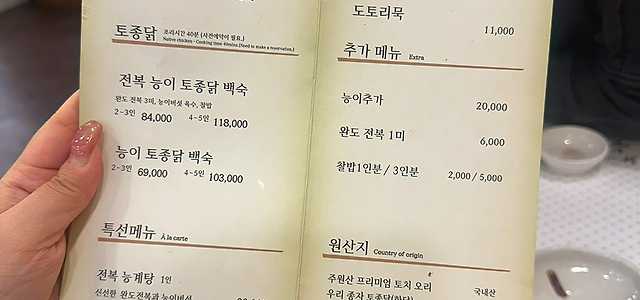 토종닭 조리시간 40분 (사전예약이 필요.)
Native chicken - Cooking time 40mins.(Need to make a reservation.)
전복 능이 토종닭 백숙
완도 전복 3미, 능이버섯 육수, 찰밥
2~3인 84,000 4~5인 118,000
능이 토종닭 백숙
2~3인 69,000 4~5인 103,000
특선메뉴 À la carte
전복 능계탕 1인
신선한 완도전복과 능이버섯
도토리묵
11,000
추가 메뉴 Extra
능이추가 20,000
완도 전복 1미 6,000
찰밥1인분 / 3인분 2,000 / 5,000
원산지 Country of origin
주원산 프리미엄 토치 오리 국내산
우리 종자 토종닭(한닭)